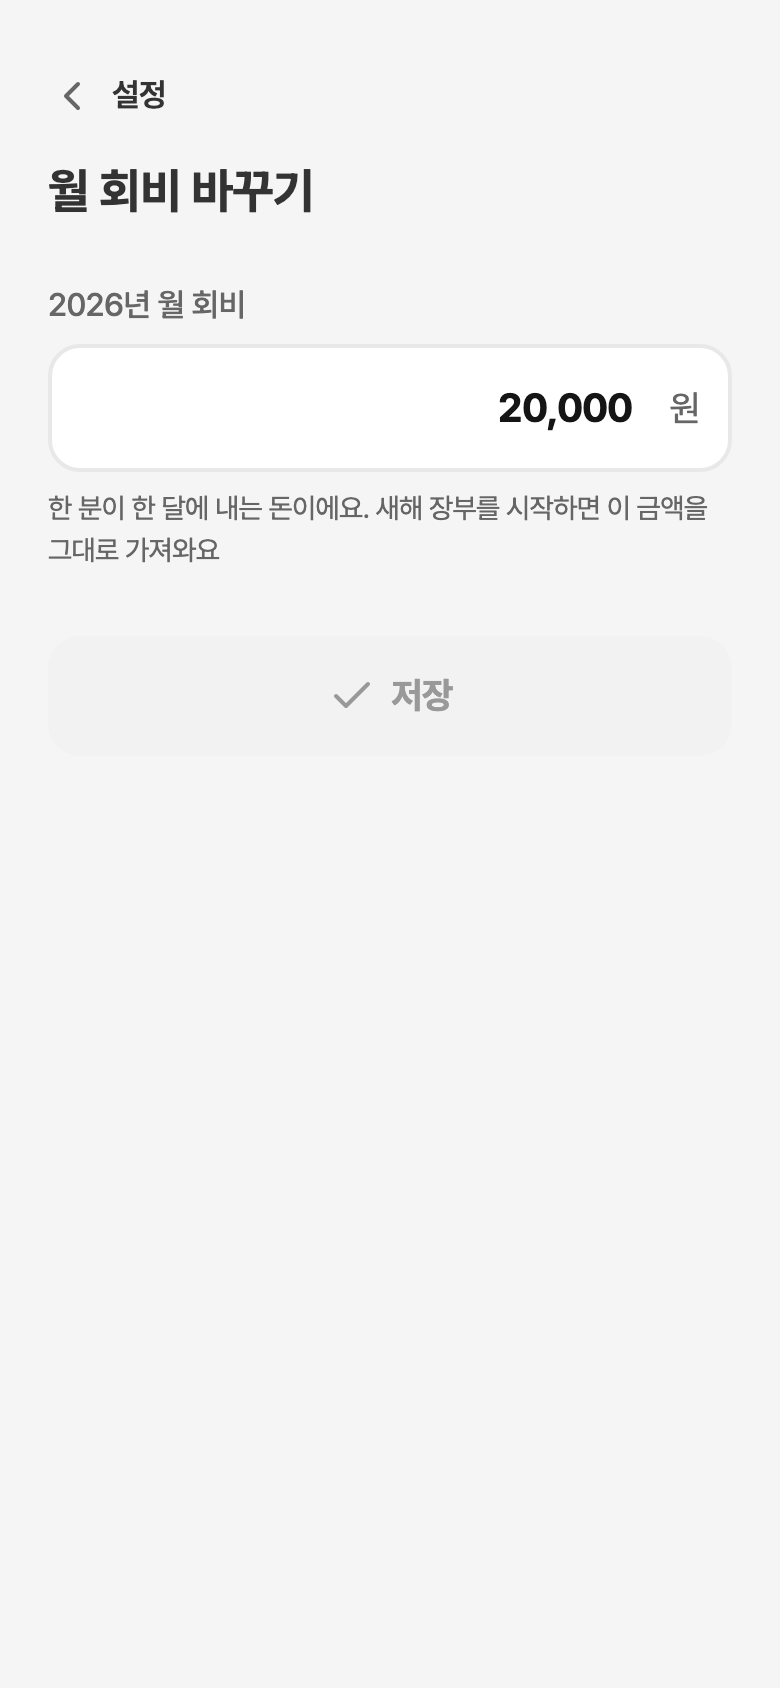 설정
월 회비 바꾸기
2026년 월 회비
20,000 원
한 분이 한 달에 내는 돈이에요. 새해 장부를 시작하면 이 금액을
그대로 가져와요
저장